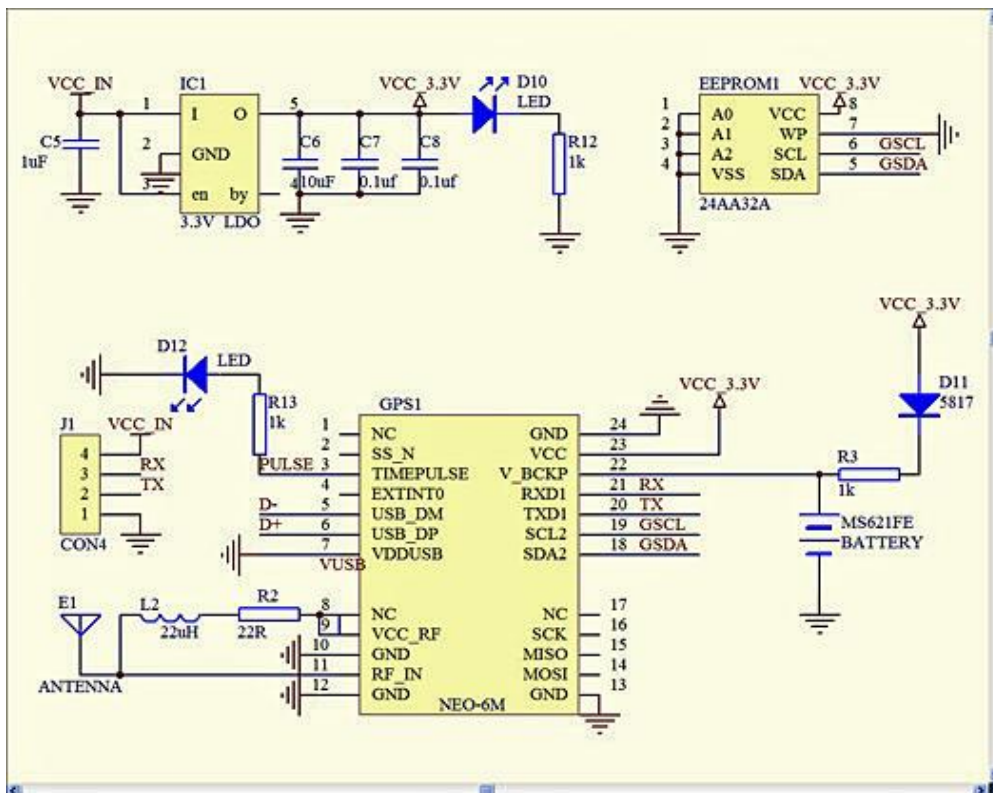 VCC_IN
IC1
1
I
O
5
2
GND
3
en
by
4
3.3V LDO
C5
1uF
C6
10uF
C7
0.1uf
C8
0.1uf
VCC_3.3V
D10
LED
R12
1k
EEPROM1
VCC_3.3V
1
A0
VCC
8
2
A1
WP
7
3
A2
SCL
6
GSCL
4
VSS
SDA
5
GSDA
24AA32A
D12
LED
R13
1k
J1
VCC_IN
4
3
RX
2
TX
1
CON4
GPS1
1
NC
2
SS_N
PULSE
3
TIMEPULSE
4
EXTINT0
D-
5
USB_DM
D+
6
USB_DP
7
VDDUSB
VUSB
8
NC
9
VCC_RF
10
GND
11
RF_IN
12
GND
NEO-6M
24
GND
23
VCC
VCC_3.3V
22
V_BCKP
21
RXD1
RX
20
TXD1
TX
19
SCL2
GSCL
18
SDA2
GSDA
17
NC
16
SCK
15
MISO
14
MOSI
13
GND
E1
ANTENNA
L2
22uH
R2
22R
VCC_3.3V
D11
5817
R3
1k
MS621FE
BATTERY